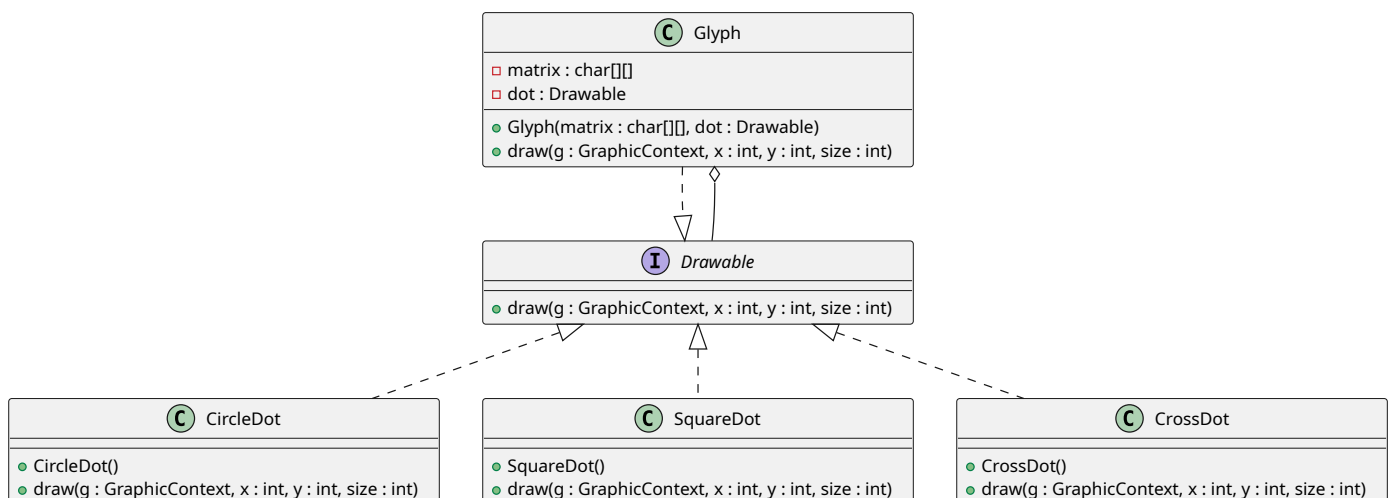 C Glyph
matrix : char[][]
dot : Drawable
Glyph(matrix : char[][], dot : Drawable)
draw(g : GraphicContext, x : int, y : int, size : int)
I Drawable
draw(g : GraphicContext, x : int, y : int, size : int)
C CircleDot
CircleDot()
draw(g : GraphicContext, x : int, y : int, size : int)
C SquareDot
SquareDot()
draw(g : GraphicContext, x : int, y : int, size : int)
C CrossDot
CrossDot()
draw(g : GraphicContext, x : int, y : int, size : int)